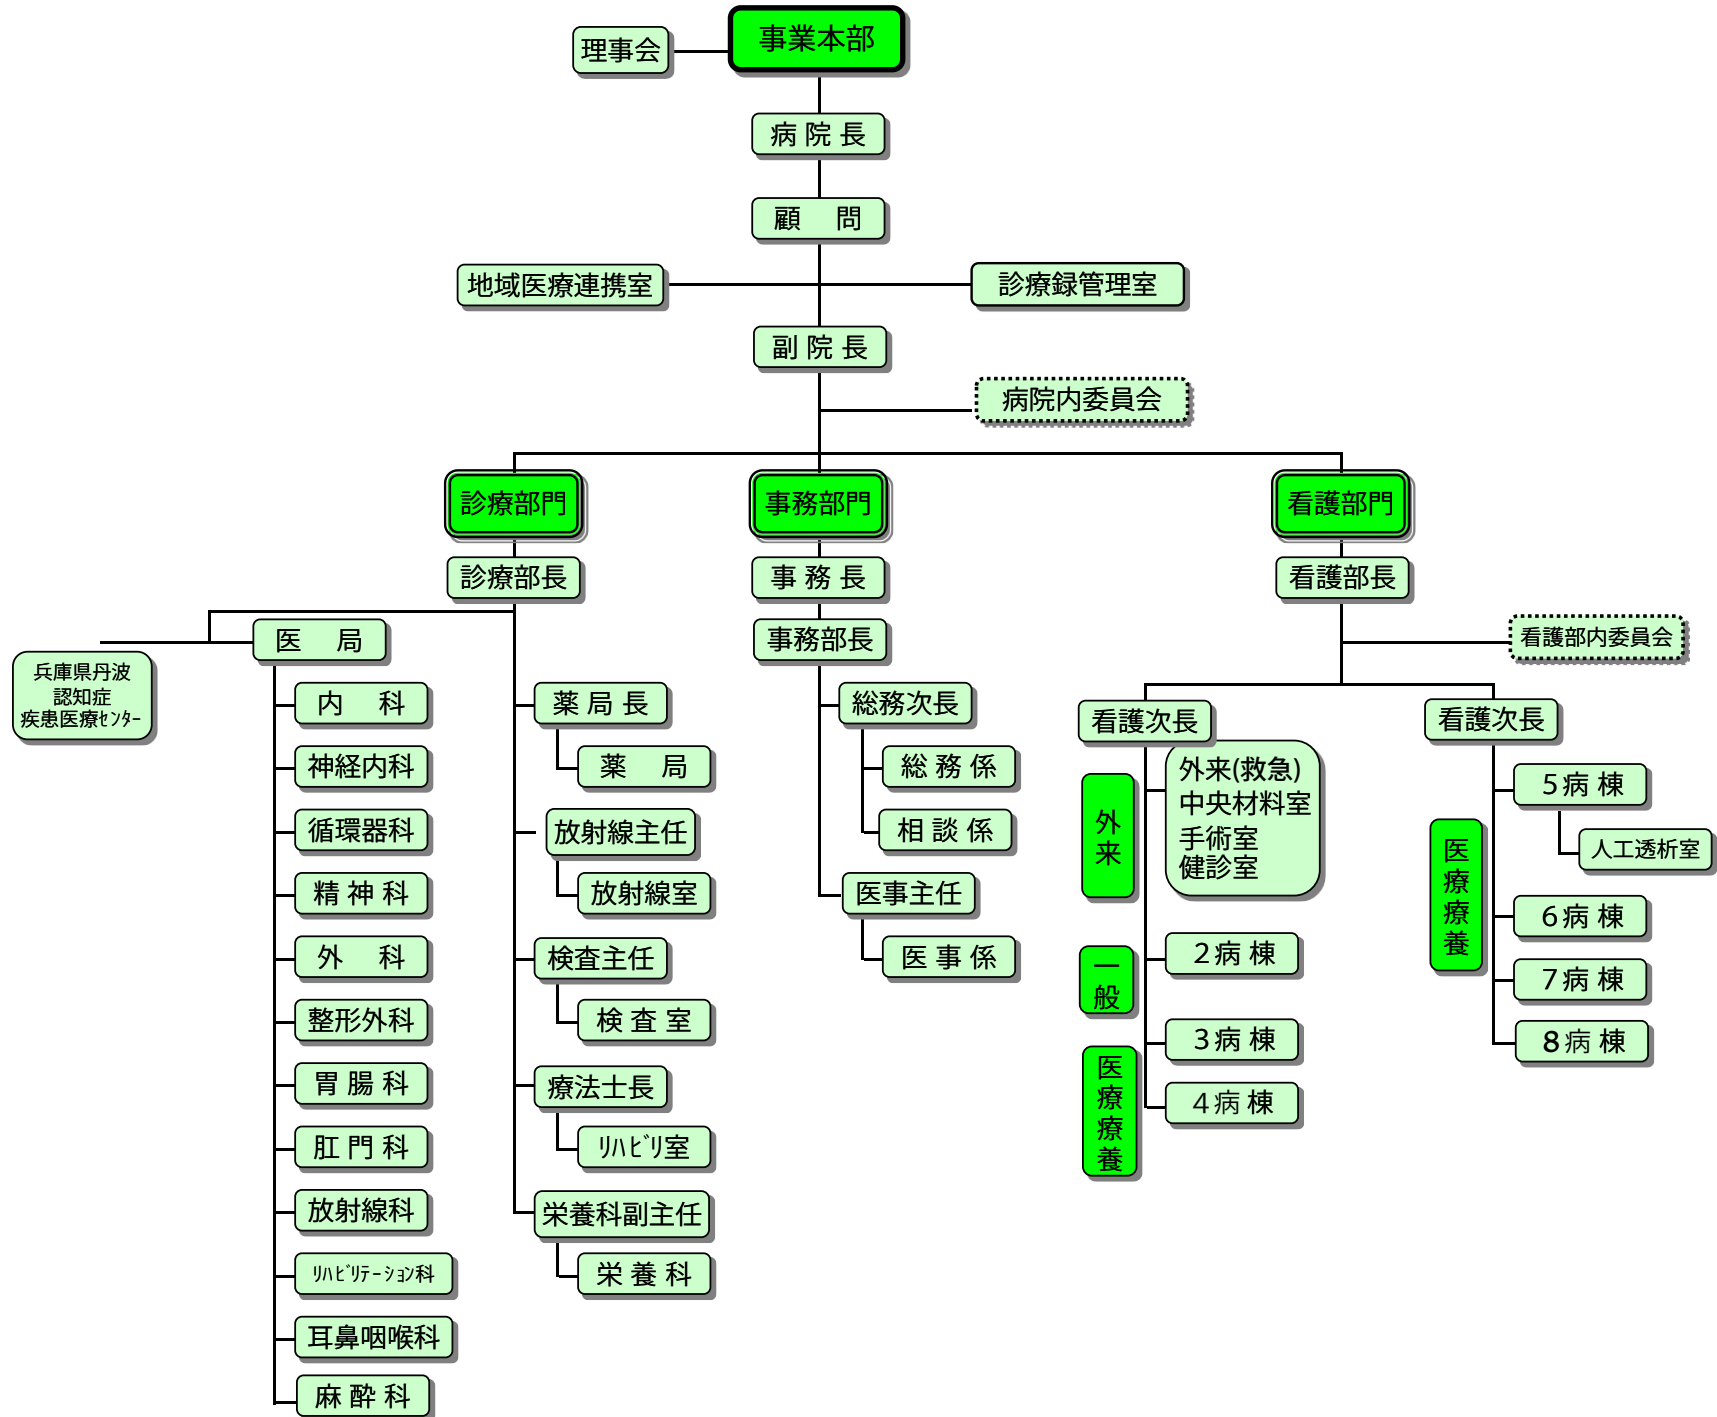 事業本部
理事会
病 院 長
顧　問
地域医療連携室
診療録管理室
副 院 長
病院内委員会
診療部門
事務部門
看護部門
診療部長
事 務 長
看護部長
医　局
事務部長
看護部内委員会
兵庫県丹波
認知症
疾患医療ｾﾝﾀｰ
内　科
神経内科
循環器科
精 神 科
外　科
整形外科
胃 腸 科
肛 門 科
放射線科
ﾘﾊﾋﾞﾘﾃｰｼｮﾝ科
耳鼻咽喉科
麻 酔 科
薬 局 長
薬　局
放射線主任
放射線室
検査主任
検 査 室
療法士長
ﾘﾊﾋﾞﾘ室
栄養科副主任
栄 養 科
総務次長
総 務 係
相 談 係
医事主任
医 事 係
看護次長
外来
外来(救急)
中央材料室
手術室
健診室
一般
２病 棟
医療療養
３病 棟
４病 棟
看護次長
医療療養
５病 棟
人工透析室
６病 棟
７病 棟
８病 棟